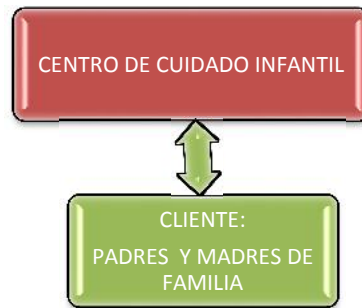 CENTRO DE CUIDADO INFANTIL
CLIENTE:
PADRES Y MADRES DE
FAMILIA